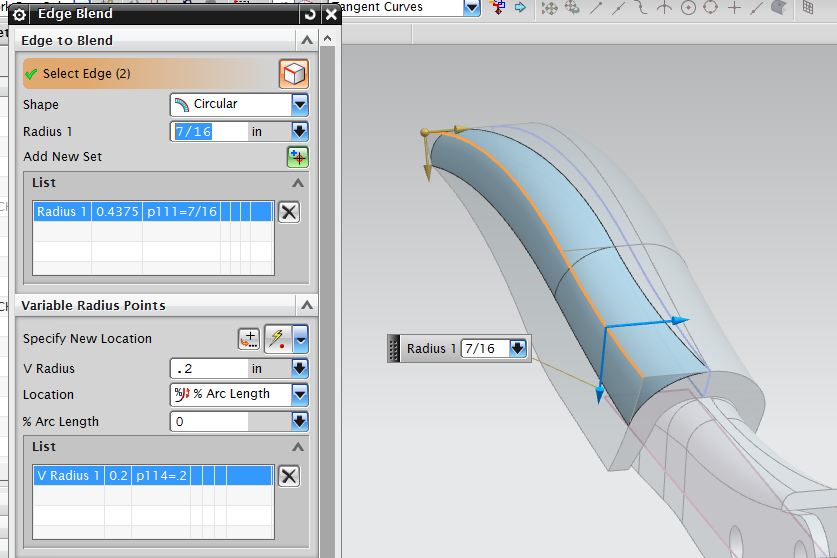 Edge Blend
Tangent Curves
Edge to Blend
Select Edge (2)
Shape
Circular
Radius 1
7/16
in
Add New Set
List
Radius 1 0.4375 p111=7/16
Variable Radius Points
Specify New Location
V Radius
.2
in
Location
% Arc Length
% Arc Length
0
List
V Radius 1 0.2 p114=.2
Radius 1 7/16